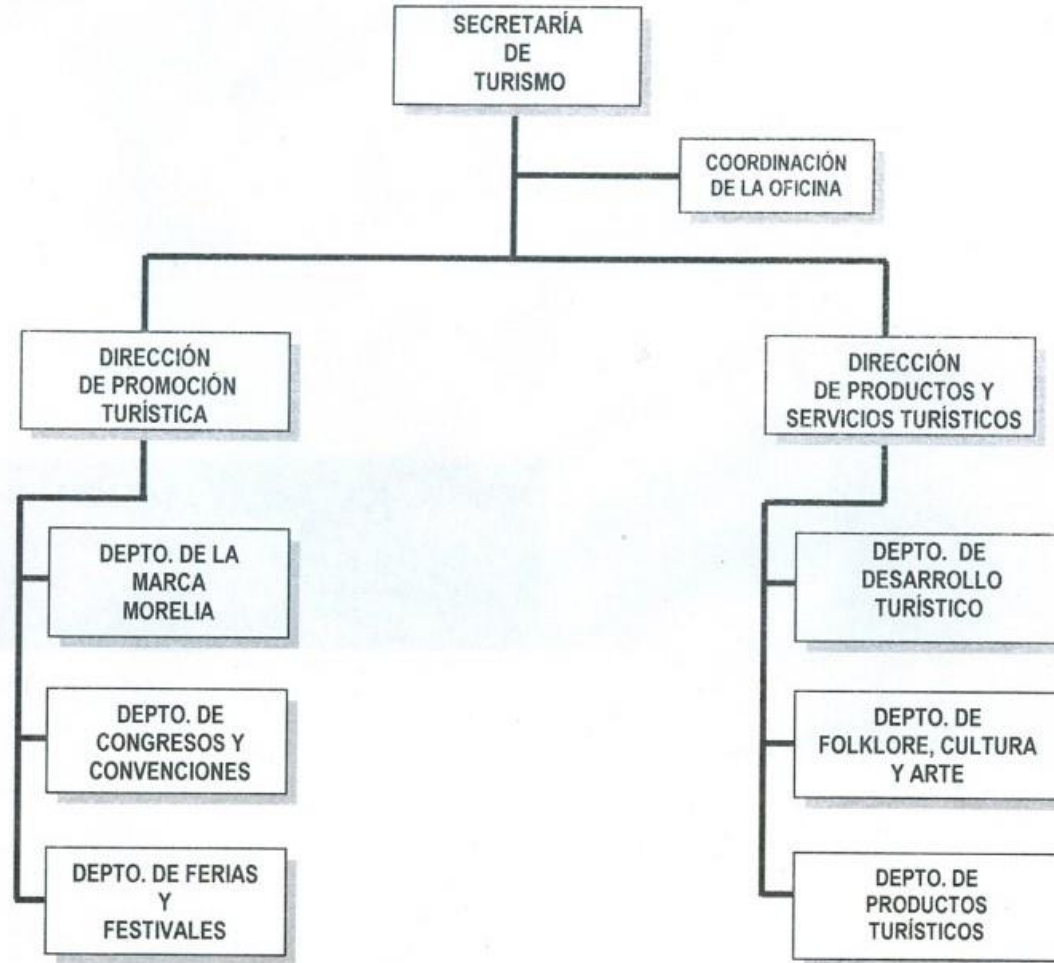 SECRETARÍA
DE
TURISMO
COORDINACIÓN
DE LA OFICINA
DIRECCIÓN
DE PROMOCIÓN
TURÍSTICA
DIRECCIÓN
DE PRODUCTOS Y
SERVICIOS TURÍSTICOS
DEPTO. DE LA
MARCA
MORELIA
DEPTO. DE
CONGRESOS Y
CONVENCIONES
DEPTO. DE FERIAS
Y
FESTIVALES
DEPTO. DE
DESARROLLO
TURÍSTICO
DEPTO. DE
FOLKLORE, CULTURA
Y ARTE
DEPTO. DE
PRODUCTOS
TURÍSTICOS